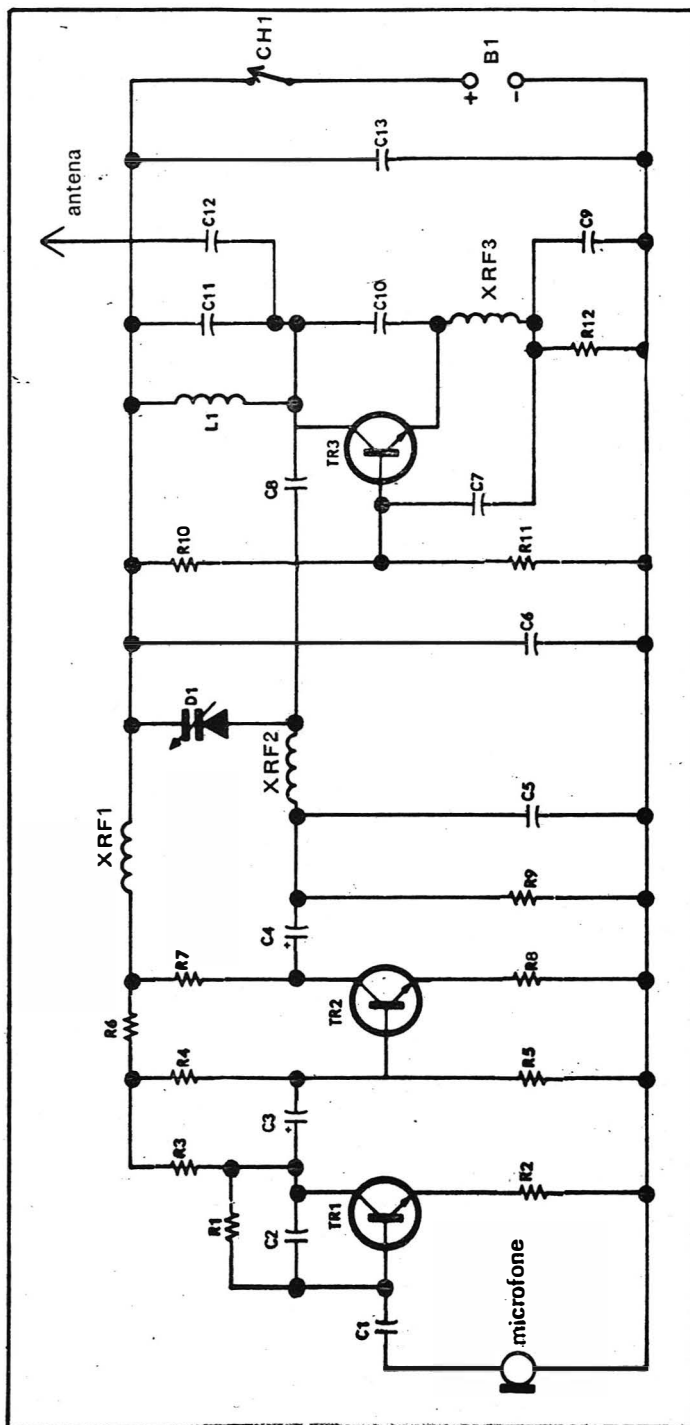 microfone
C1
R1
C2
TR1
R2
R3
C3
R4
R5
R6
TR2
R7
C4
R8
R9
XRF1
XRF2
C5
D1
C6
R10
R11
C8
L1
TR3
C7
C11
C10
XRF3
R12
C9
C12
antena
C13
CH1
+
-
B1
+
+